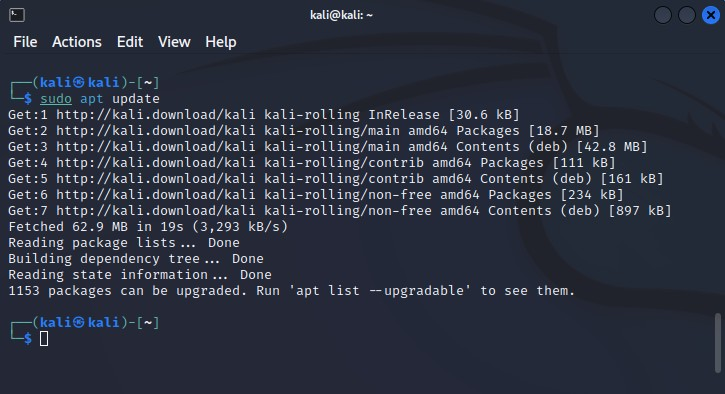 kali@kali: ~
File Actions Edit View Help
┌──(kali㉿kali)-[~]
└─$ sudo apt update
Get:1 http://kali.download/kali kali-rolling InRelease [30.6 kB]
Get:2 http://kali.download/kali kali-rolling/main amd64 Packages [18.7 MB]
Get:3 http://kali.download/kali kali-rolling/main amd64 Contents (deb) [42.8 MB]
Get:4 http://kali.download/kali kali-rolling/contrib amd64 Packages [111 kB]
Get:5 http://kali.download/kali kali-rolling/contrib amd64 Contents (deb) [161 kB]
Get:6 http://kali.download/kali kali-rolling/non-free amd64 Packages [234 kB]
Get:7 http://kali.download/kali kali-rolling/non-free amd64 Contents (deb) [897 kB]
Fetched 62.9 MB in 19s (3,293 kB/s)
Reading package lists... Done
Building dependency tree... Done
Reading state information... Done
1153 packages can be upgraded. Run 'apt list --upgradable' to see them.
┌──(kali㉿kali)-[~]
└─$